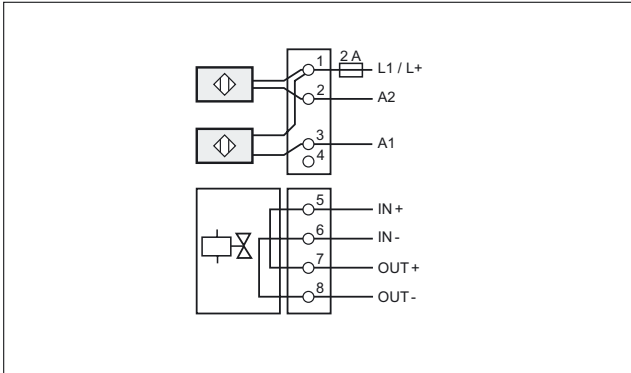 1 2 A L1 / L+
2 A2
3 A1
4
5 IN +
6 IN -
7 OUT +
8 OUT -